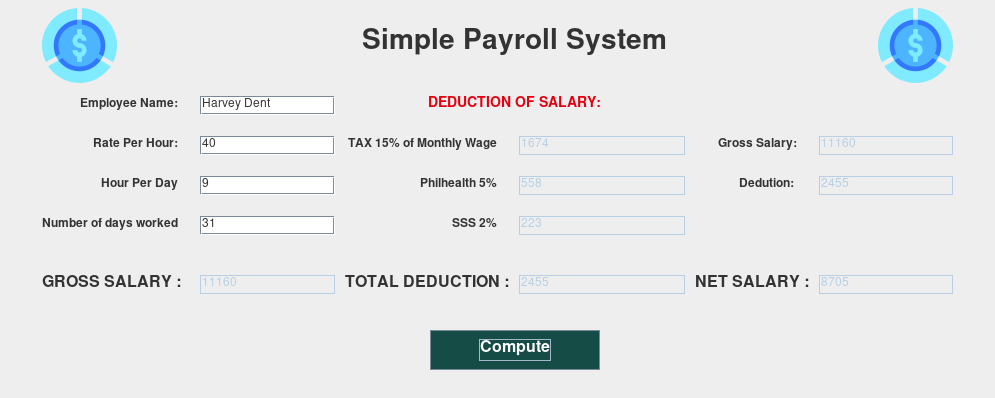 Simple Payroll System
Employee Name: Harvey Dent DEDUCTION OF SALARY:
Rate Per Hour: 40 TAX 15% of Monthly Wage 1674 Gross Salary: 11160
Hour Per Day 9 Philhealth 5% 558 Dedution: 2455
Number of days worked 31 SSS 2% 223
GROSS SALARY : 11160 TOTAL DEDUCTION : 2455 NET SALARY : 8705
Compute